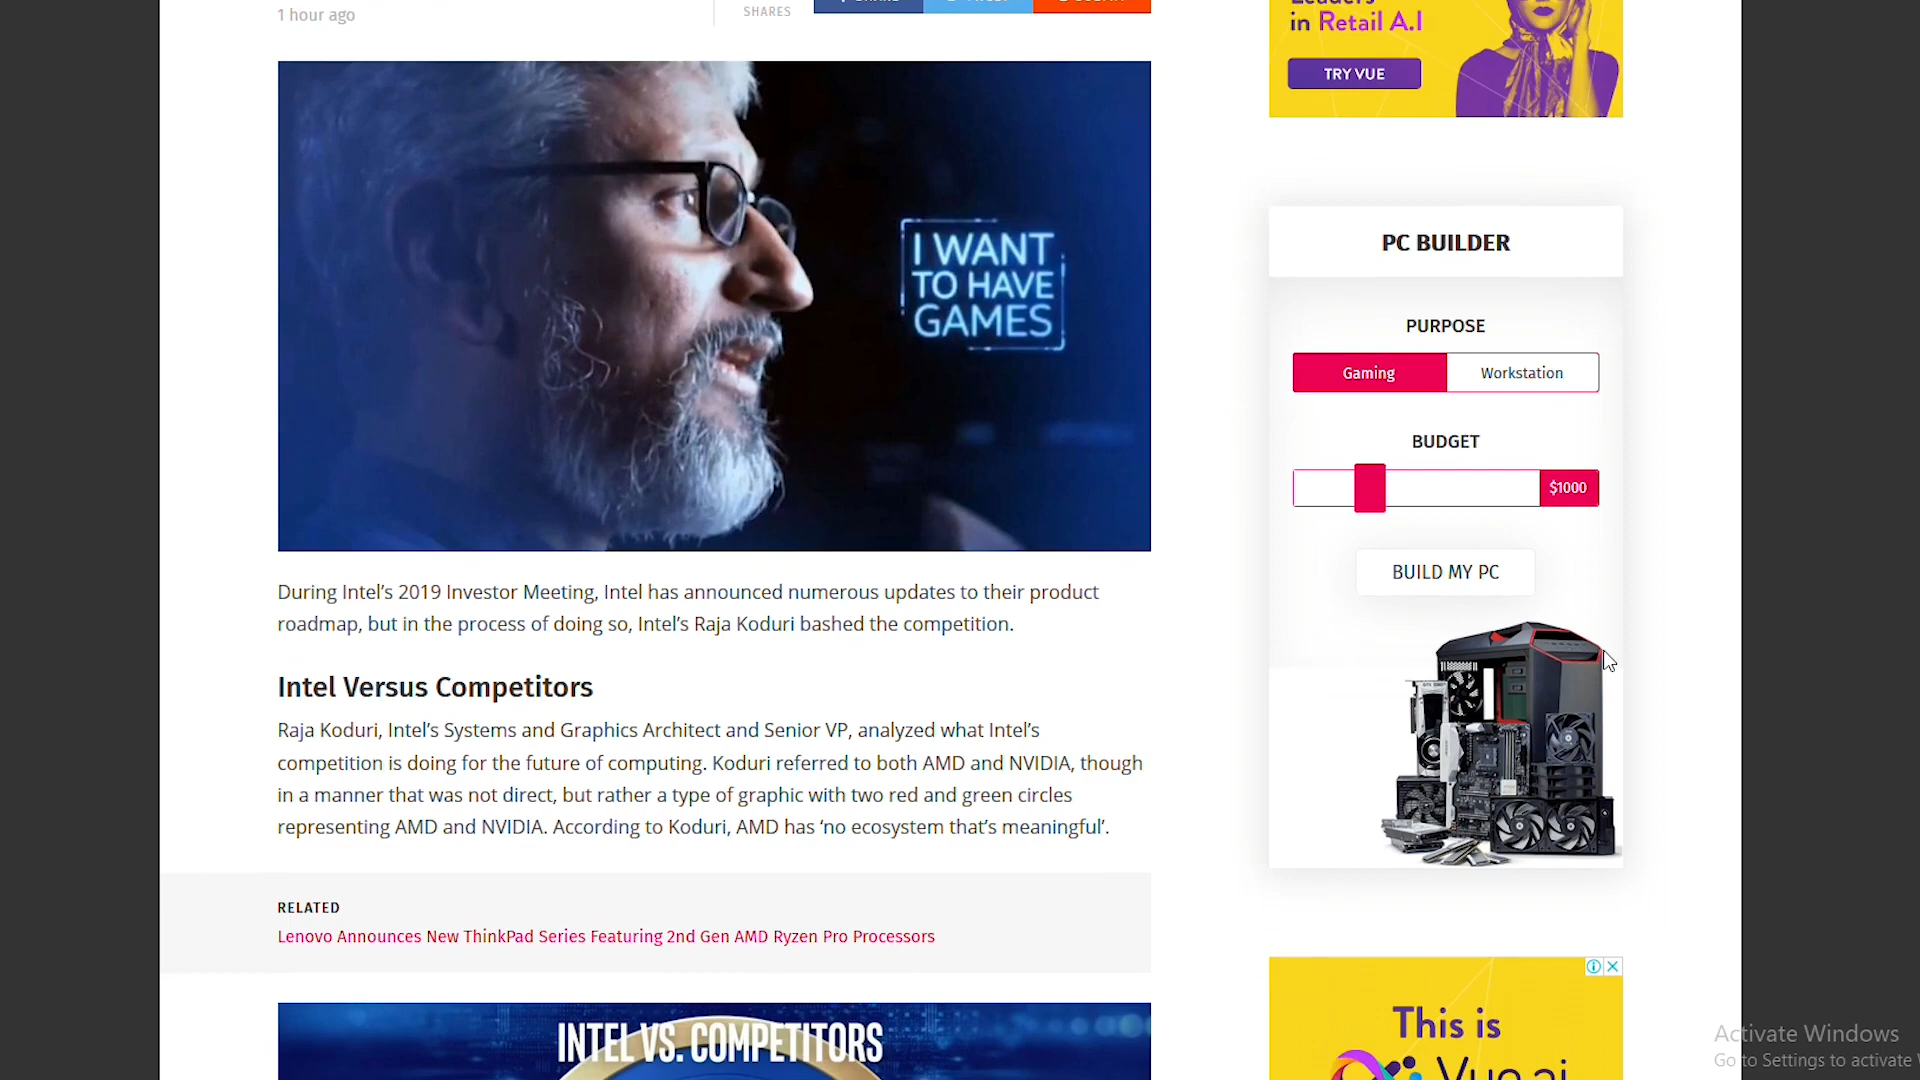 1 hour ago
SHARES
Leaders
in Retail A.I
TRY VUE
I WANT
TO HAVE
GAMES
PC BUILDER
PURPOSE
Gaming
Workstation
BUDGET
$1000
BUILD MY PC
During Intel’s 2019 Investor Meeting, Intel has announced numerous updates to their product
roadmap, but in the process of doing so, Intel’s Raja Koduri bashed the competition.
Intel Versus Competitors
Raja Koduri, Intel’s Systems and Graphics Architect and Senior VP, analyzed what Intel’s
competition is doing for the future of computing. Koduri referred to both AMD and NVIDIA, though
in a manner that was not direct, but rather a type of graphic with two red and green circles
representing AMD and NVIDIA. According to Koduri, AMD has ‘no ecosystem that’s meaningful’.
RELATED
Lenovo Announces New ThinkPad Series Featuring 2nd Gen AMD Ryzen Pro Processors
INTEL VS. COMPETITORS
This is
Vue.ai
Activate Windows
Go to Settings to activate